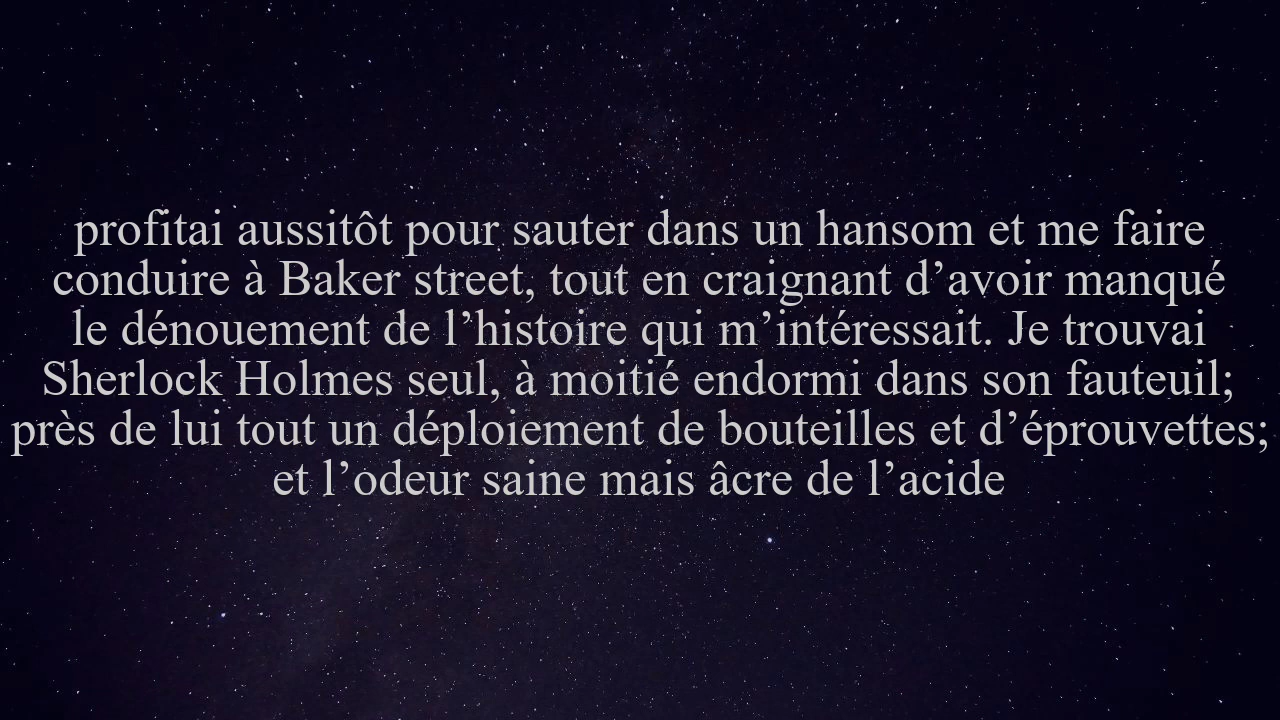 profitai aussitôt pour sauter dans un hansom et me faire
conduire à Baker street, tout en craignant d’avoir manqué
le dénouement de l’histoire qui m’intéressait. Je trouvai
Sherlock Holmes seul, à moitié endormi dans son fauteuil;
près de lui tout un déploiement de bouteilles et d’éprouvettes;
et l’odeur saine mais âcre de l’acide